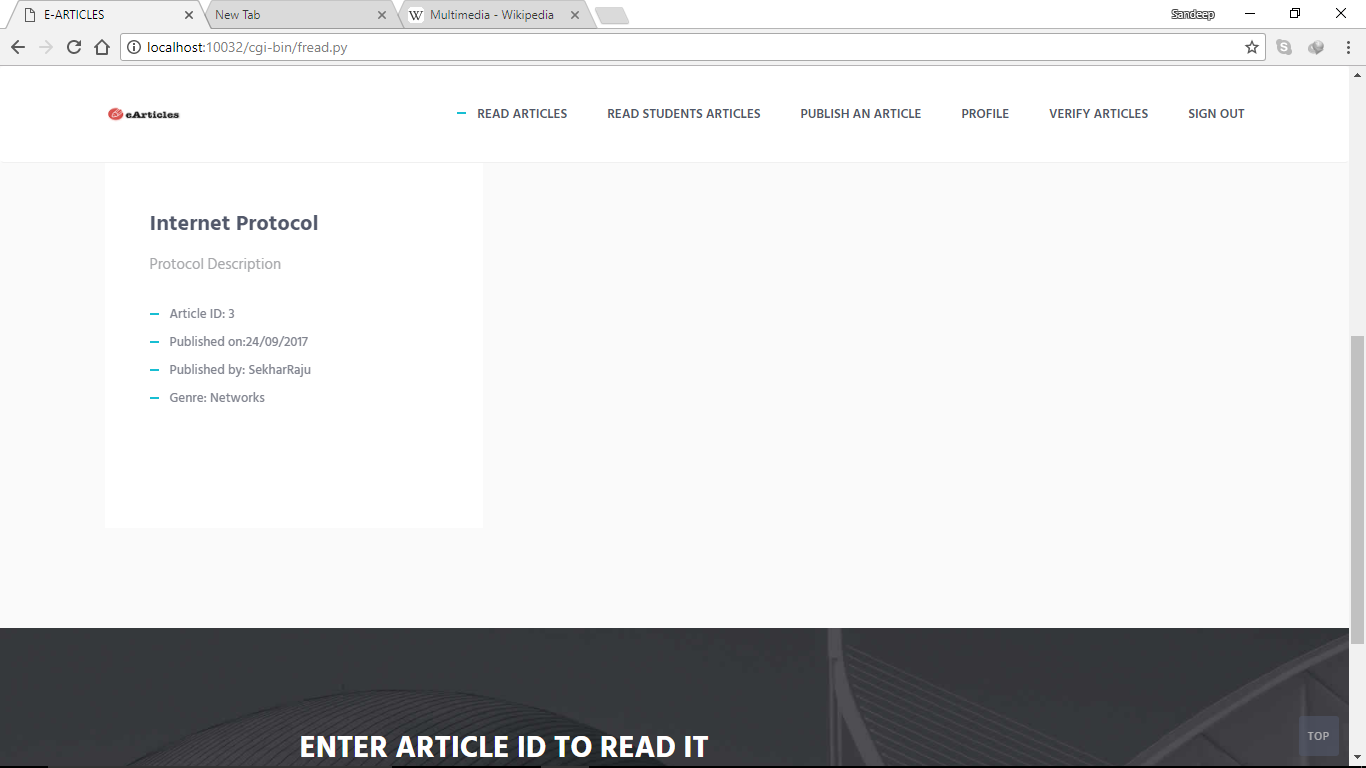 E-ARTICLES
New Tab
W Multimedia - Wikipedia
Sandeep
localhost:10032/cgi-bin/fread.py
eArticles
READ ARTICLES
READ STUDENTS ARTICLES
PUBLISH AN ARTICLE
PROFILE
VERIFY ARTICLES
SIGN OUT
Internet Protocol
Protocol Description
Article ID: 3
Published on:24/09/2017
Published by: SekharRaju
Genre: Networks
ENTER ARTICLE ID TO READ IT
TOP